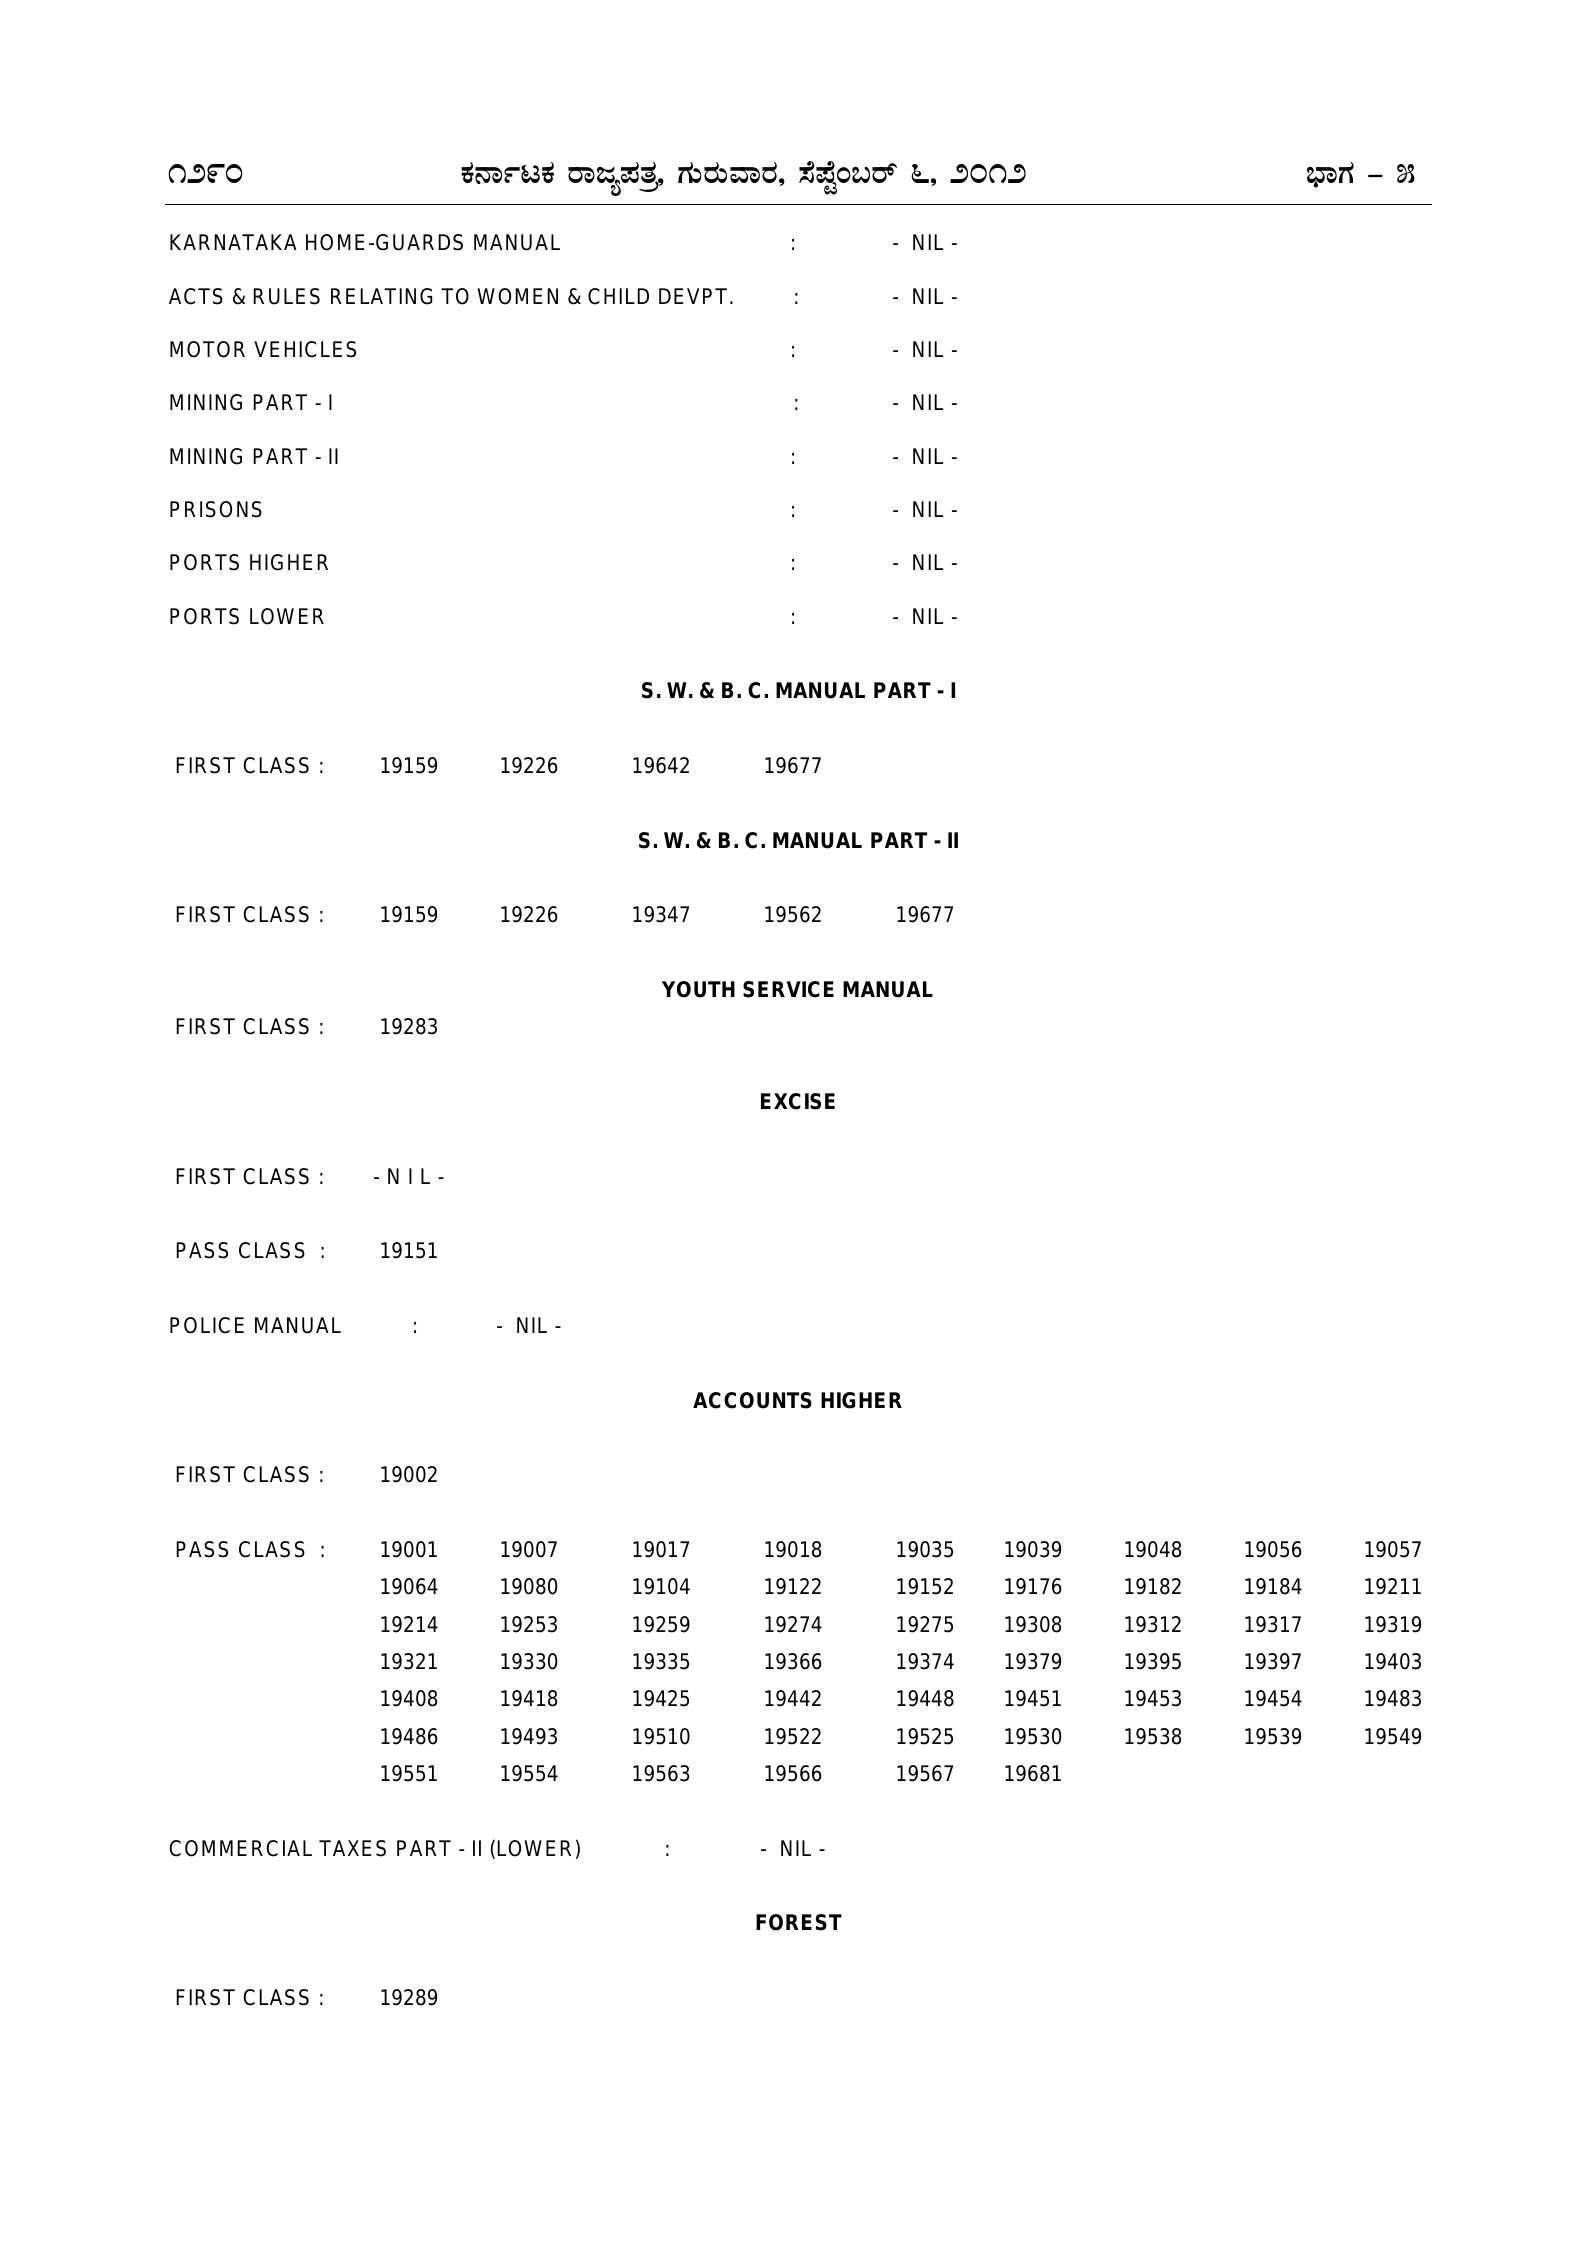 ೧೨೯೦ ಕರ್ನಾಟಕ ರಾಜ್ಯಪತ್ರ, ಗುರುವಾರ, ಸೆಪ್ಟೆಂಬರ್ ೬, ೨೦೧೨ ಭಾಗ – ೫
KARNATAKA HOME-GUARDS MANUAL : - NIL -
ACTS & RULES RELATING TO WOMEN & CHILD DEVPT. : - NIL -
MOTOR VEHICLES : - NIL -
MINING PART - I : - NIL -
MINING PART - II : - NIL -
PRISONS : - NIL -
PORTS HIGHER : - NIL -
PORTS LOWER : - NIL -
S. W. & B. C. MANUAL PART - I
FIRST CLASS : 19159 19226 19642 19677
S. W. & B. C. MANUAL PART - II
FIRST CLASS : 19159 19226 19347 19562 19677
YOUTH SERVICE MANUAL
FIRST CLASS : 19283
EXCISE
FIRST CLASS : - N I L -
PASS CLASS : 19151
POLICE MANUAL : - NIL -
ACCOUNTS HIGHER
FIRST CLASS : 19002
PASS CLASS : 19001 19007 19017 19018 19035 19039 19048 19056 19057
19064 19080 19104 19122 19152 19176 19182 19184 19211
19214 19253 19259 19274 19275 19308 19312 19317 19319
19321 19330 19335 19366 19374 19379 19395 19397 19403
19408 19418 19425 19442 19448 19451 19453 19454 19483
19486 19493 19510 19522 19525 19530 19538 19539 19549
19551 19554 19563 19566 19567 19681
COMMERCIAL TAXES PART - II (LOWER) : - NIL -
FOREST
FIRST CLASS : 19289